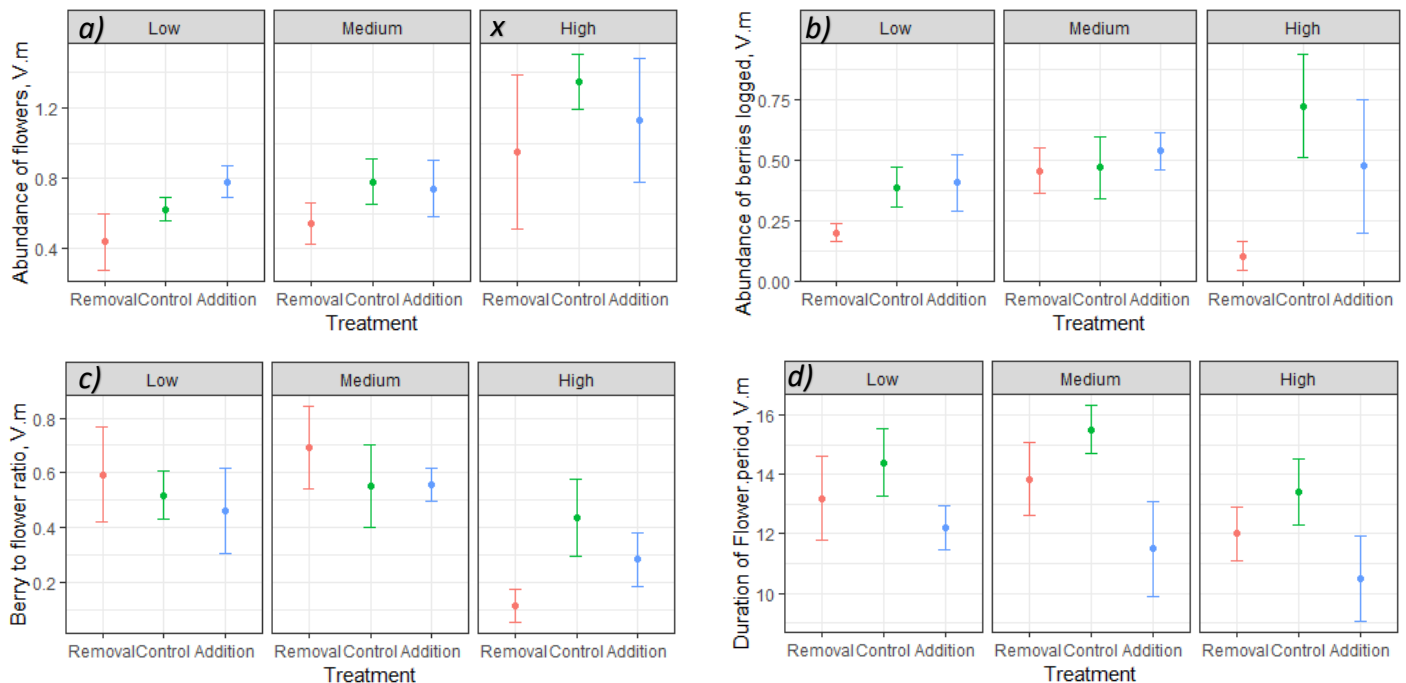 a) Low Medium x High
Abundance of flowers, V.m
1.2
0.8
0.4
Removal Control Addition Removal Control Addition Removal Control Addition
Treatment
b) Low Medium High
Abundance of berries logged, V.m
0.75
0.50
0.25
0.00
Removal Control Addition Removal Control Addition Removal Control Addition
Treatment
c) Low Medium High
Berry to flower ratio, V.m
0.8
0.6
0.4
0.2
Removal Control Addition Removal Control Addition Removal Control Addition
Treatment
d) Low Medium High
Duration of Flower.period, V.m
16
14
12
10
Removal Control Addition Removal Control Addition Removal Control Addition
Treatment